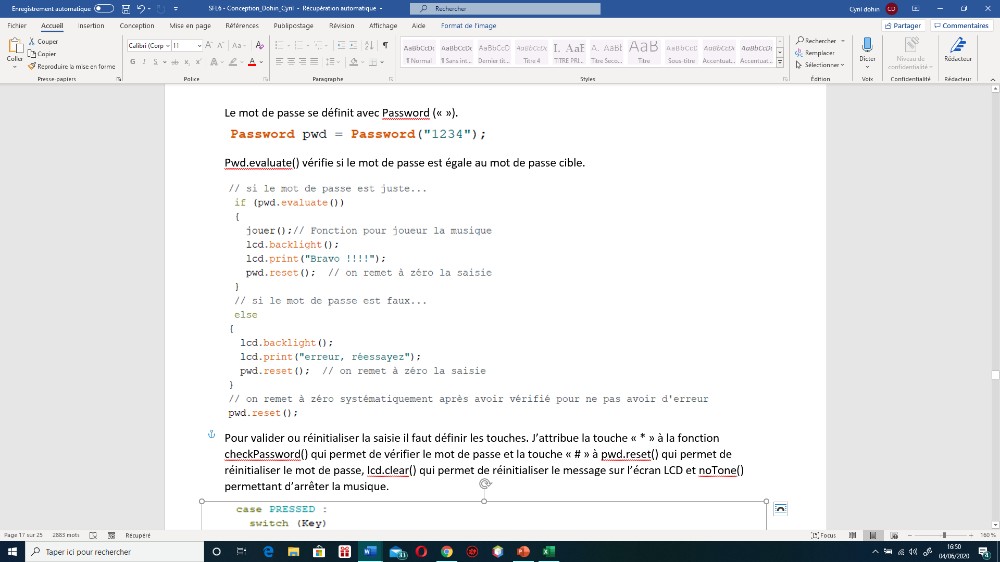 Enregistrement automatique
SFL6 - Conception_Dohin_Cyril - Récupération automatique
Rechercher
Cyril dohin
CD
Fichier Accueil Insertion Conception Mise en page Références Publipostage Révision Affichage Aide Format de l'image
Partager Commentaires
Coller
Couper
Copier
Reproduire la mise en forme
Presse-papiers
Calibri (Corp 11
G I S ab x₂ x²
Police
Paragraphe
AaBbCcDc AaBbCcDc AaBbCcD AaBbCcDc I. AaE A. AaBt AaB AaBbCcD AaBbCcDc AaBbCcDc
¶ Normal ¶ Sans int... Dernier tit... Titre 4 TITRE PRI... Titre Seco... Titre Sous-titre Accentuat... Accentuat...
Styles
Rechercher
Remplacer
Sélectionner
Édition
Dicter
Voix
Niveau de
confidentialité
Confidentialité
Rédacteur
Rédacteur
Le mot de passe se définit avec Password (« »).
Password pwd = Password("1234");
Pwd.evaluate() vérifie si le mot de passe est égale au mot de passe cible.
// si le mot de passe est juste...
if (pwd.evaluate())
{
jouer();// Fonction pour joueur la musique
lcd.backlight();
lcd.print("Bravo !!!!");
pwd.reset(); // on remet à zéro la saisie
}
// si le mot de passe est faux...
else
{
lcd.backlight();
lcd.print("erreur, réessayez");
pwd.reset(); // on remet à zéro la saisie
}
// on remet à zéro systématiquement après avoir vérifié pour ne pas avoir d'erreur
pwd.reset();
Pour valider ou réinitialiser la saisie il faut définir les touches. J'attribue la touche « * » à la fonction
checkPassword() qui permet de vérifier le mot de passe et la touche « # » à pwd.reset() qui permet de
réinitialiser le mot de passe, lcd.clear() qui permet de réinitialiser le message sur l'écran LCD et noTone()
permettant d'arrêter la musique.
case PRESSED :
switch (Key)
Page 17 sur 25 2883 mots Récupéré
Focus
160 %
Taper ici pour rechercher
33
16:50
04/06/2020
4